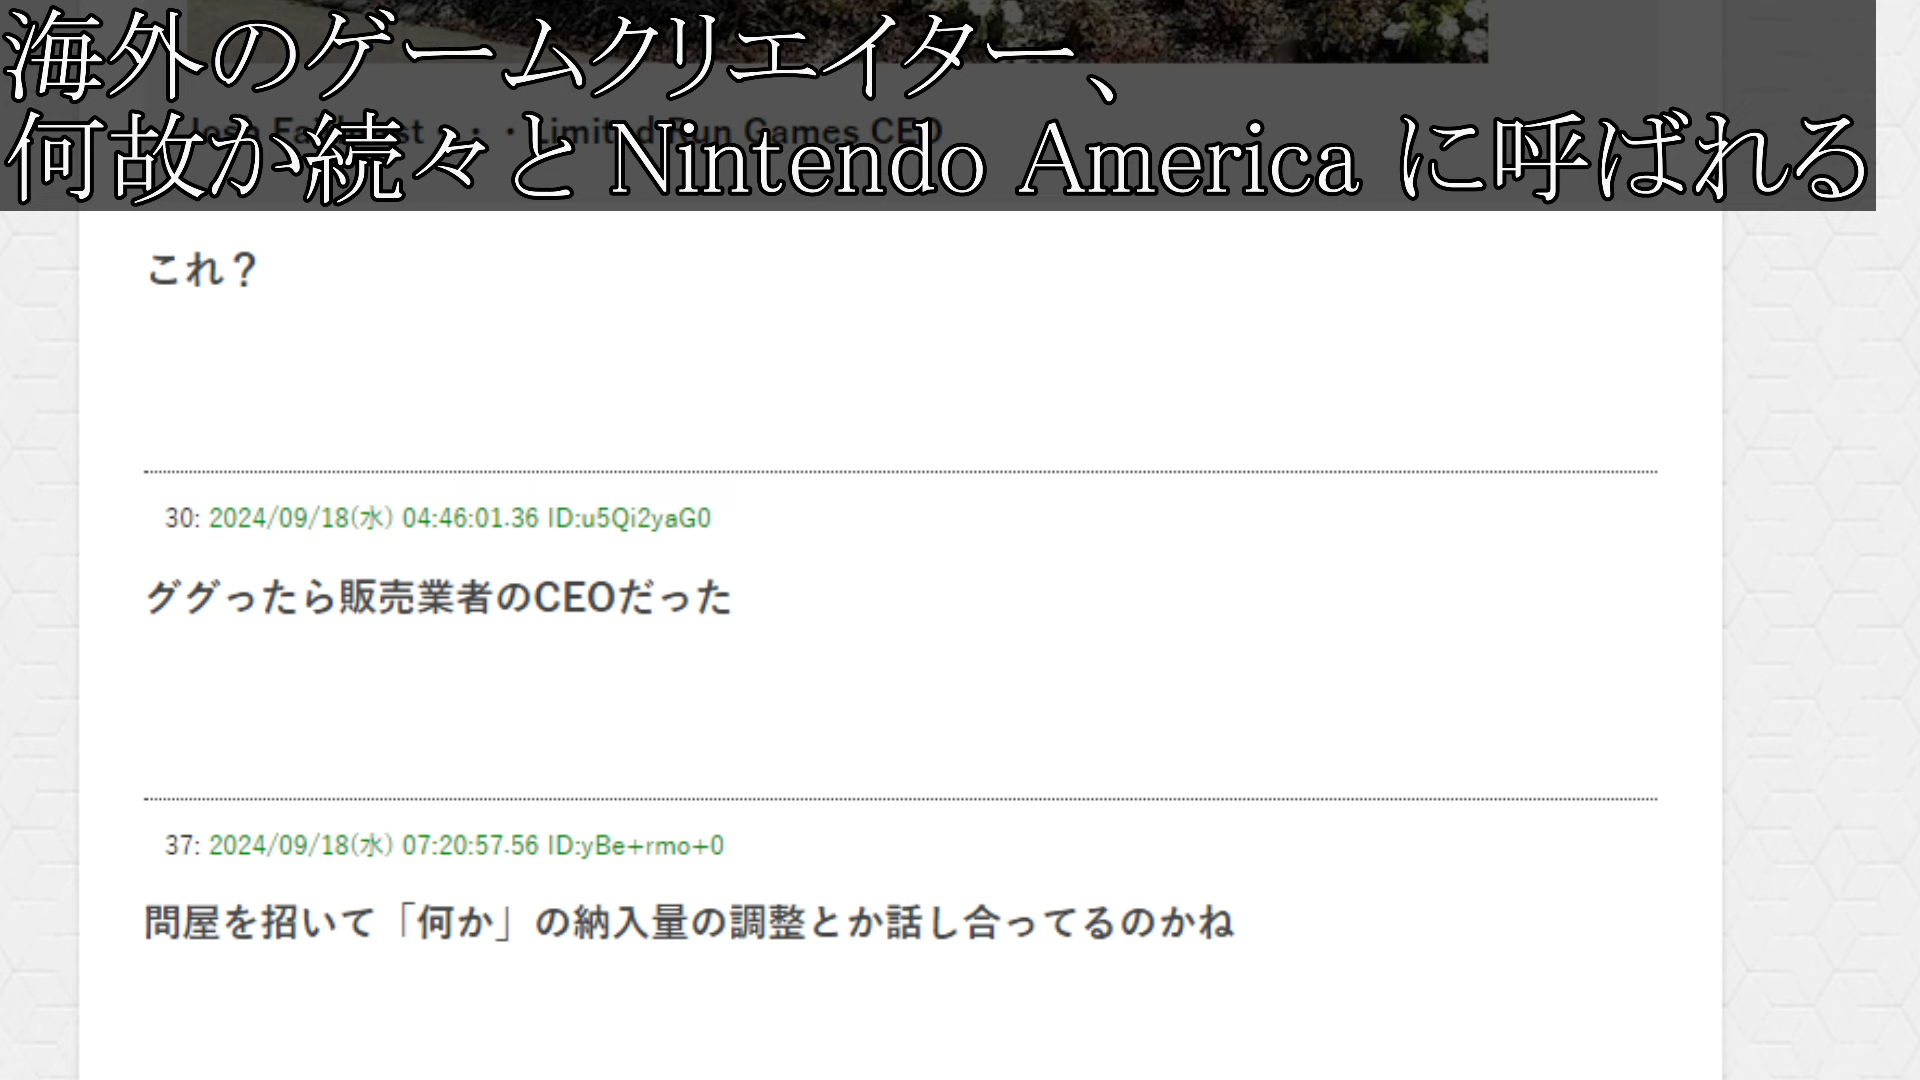 海外のゲームクリエイター、
何故か続々と Nintendo America に呼ばれる
Limited Run Games CEO
これ？
30: 2024/09/18(水) 04:46:01.36 ID:u5Qi2yaG0
ググったら販売業者のCEOだった
37: 2024/09/18(水) 07:20:57.56 ID:yBe+rmo+0
問屋を招いて「何か」の納入量の調整とか話し合ってるのかね